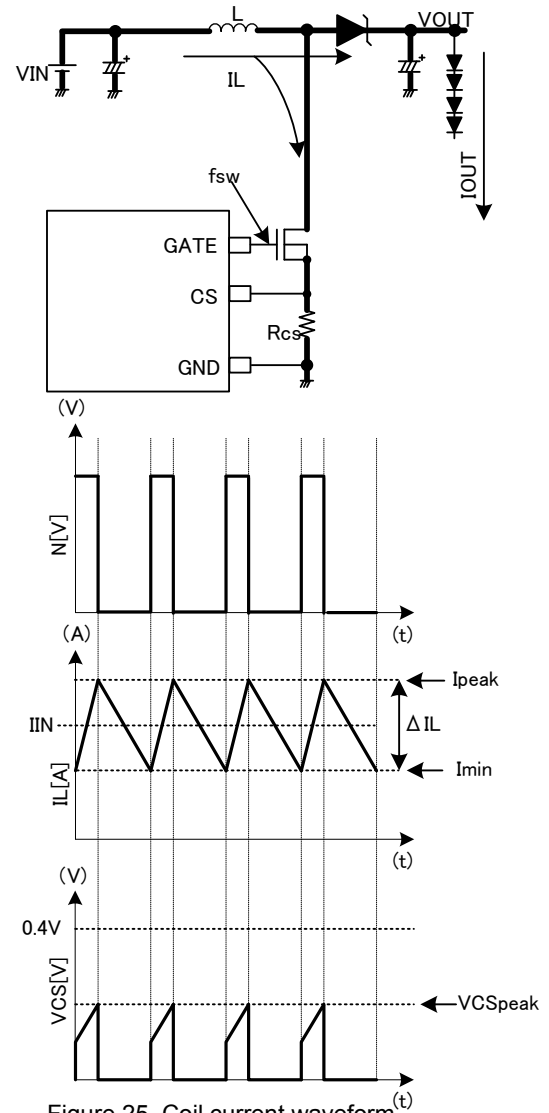 L
VOUT
+
+
VIN
IL
IOUT
fsw
GATE
CS
Rcs
GND
(V)
N[V]
(t)
(A)
Ipeak
IIN
ΔIL
IL[A]
Imin
(t)
(V)
0.4V
VCS[V]
VCSpeak
(t)
Figure 25. Coil current waveform